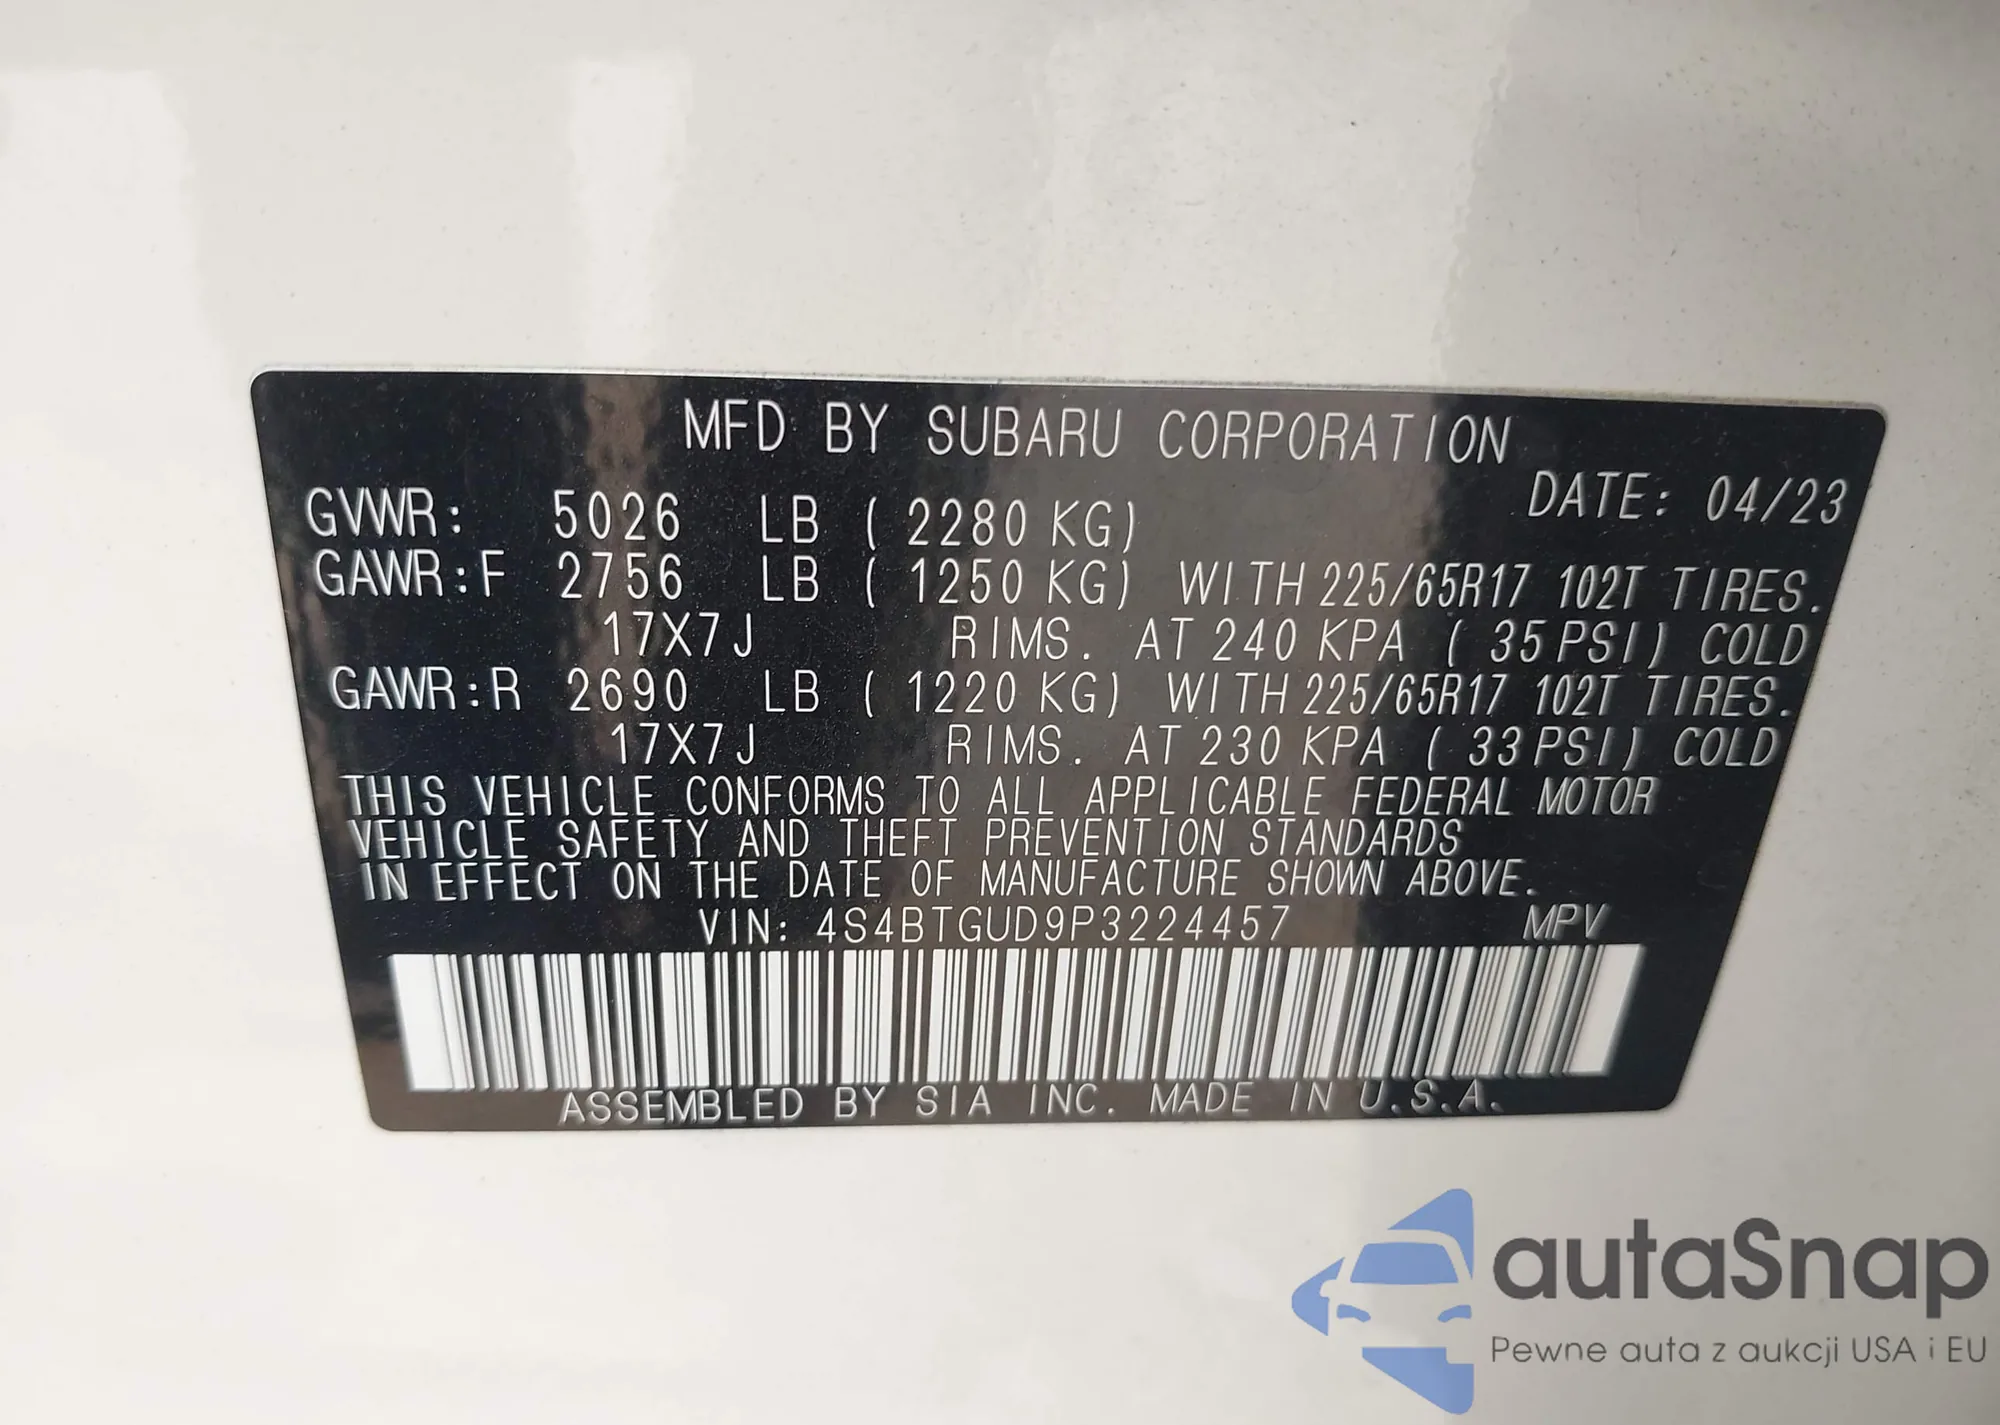 MFD BY SUBARU CORPORATION
DATE: 04/23
GVWR: 5026 LB ( 2280 KG)
GAWR:F 2756 LB ( 1250 KG) WITH 225/65R17 102T TIRES.
17X7J RIMS. AT 240 KPA ( 35 PSI) COLD
GAWR:R 2690 LB ( 1220 KG) WITH 225/65R17 102T TIRES.
17X7J RIMS. AT 230 KPA ( 33 PSI) COLD
THIS VEHICLE CONFORMS TO ALL APPLICABLE FEDERAL MOTOR
VEHICLE SAFETY AND THEFT PREVENTION STANDARDS
IN EFFECT ON THE DATE OF MANUFACTURE SHOWN ABOVE.
VIN: 4S4BTGUD9P3224457 MPV
ASSEMBLED BY SIA INC. MADE IN U.S.A.
autaSnap
Pewne auta z aukcji USA i EU